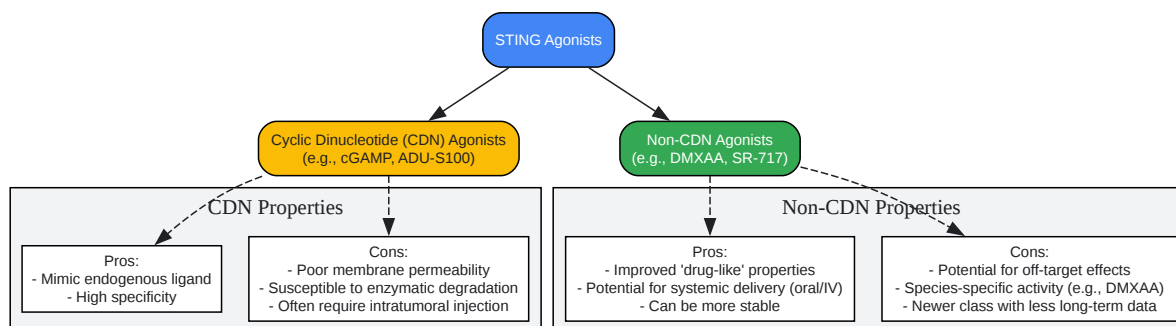 STING Agonists
Cyclic Dinucleotide (CDN) Agonists
(e.g., cGAMP, ADU-S100)
Non-CDN Agonists
(e.g., DMXAA, SR-717)
CDN Properties
Non-CDN Properties
Pros:
- Mimic endogenous ligand
- High specificity
Cons:
- Poor membrane permeability
- Susceptible to enzymatic degradation
- Often require intratumoral injection
Pros:
- Improved 'drug-like' properties
- Potential for systemic delivery (oral/IV)
- Can be more stable
Cons:
- Potential for off-target effects
- Species-specific activity (e.g., DMXAA)
- Newer class with less long-term data